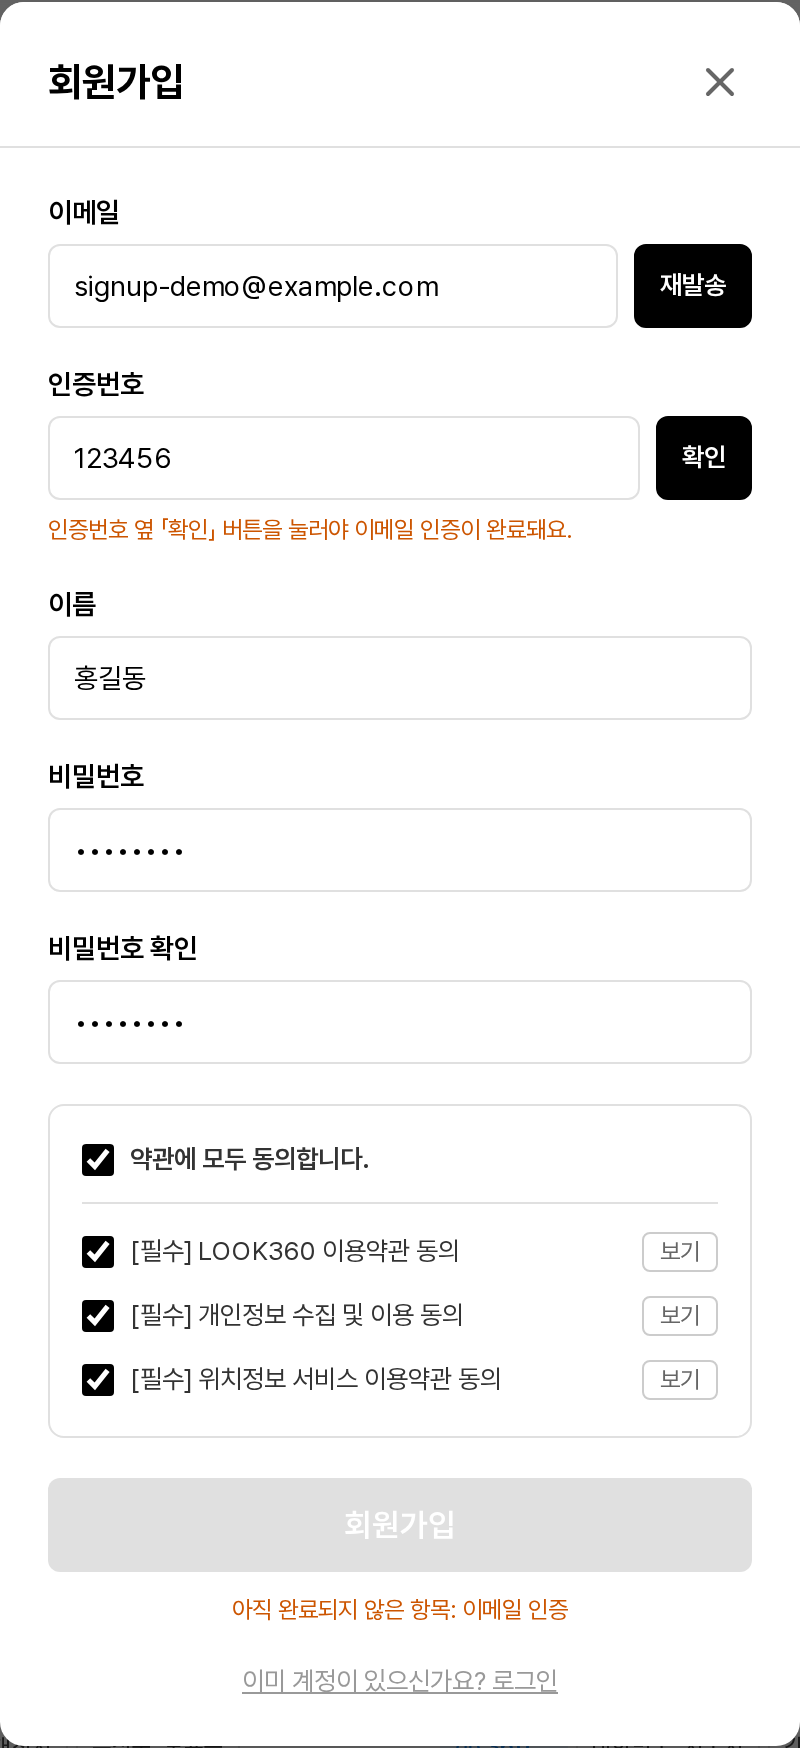 회원가입
이메일
signup-demo@example.com
재발송
인증번호
123456
확인
인증번호 옆 「확인」 버튼을 눌러야 이메일 인증이 완료돼요.
이름
홍길동
비밀번호
••••••••
비밀번호 확인
••••••••
약관에 모두 동의합니다.
[필수] LOOK360 이용약관 동의
보기
[필수] 개인정보 수집 및 이용 동의
보기
[필수] 위치정보 서비스 이용약관 동의
보기
회원가입
아직 완료되지 않은 항목: 이메일 인증
이미 계정이 있으신가요? 로그인